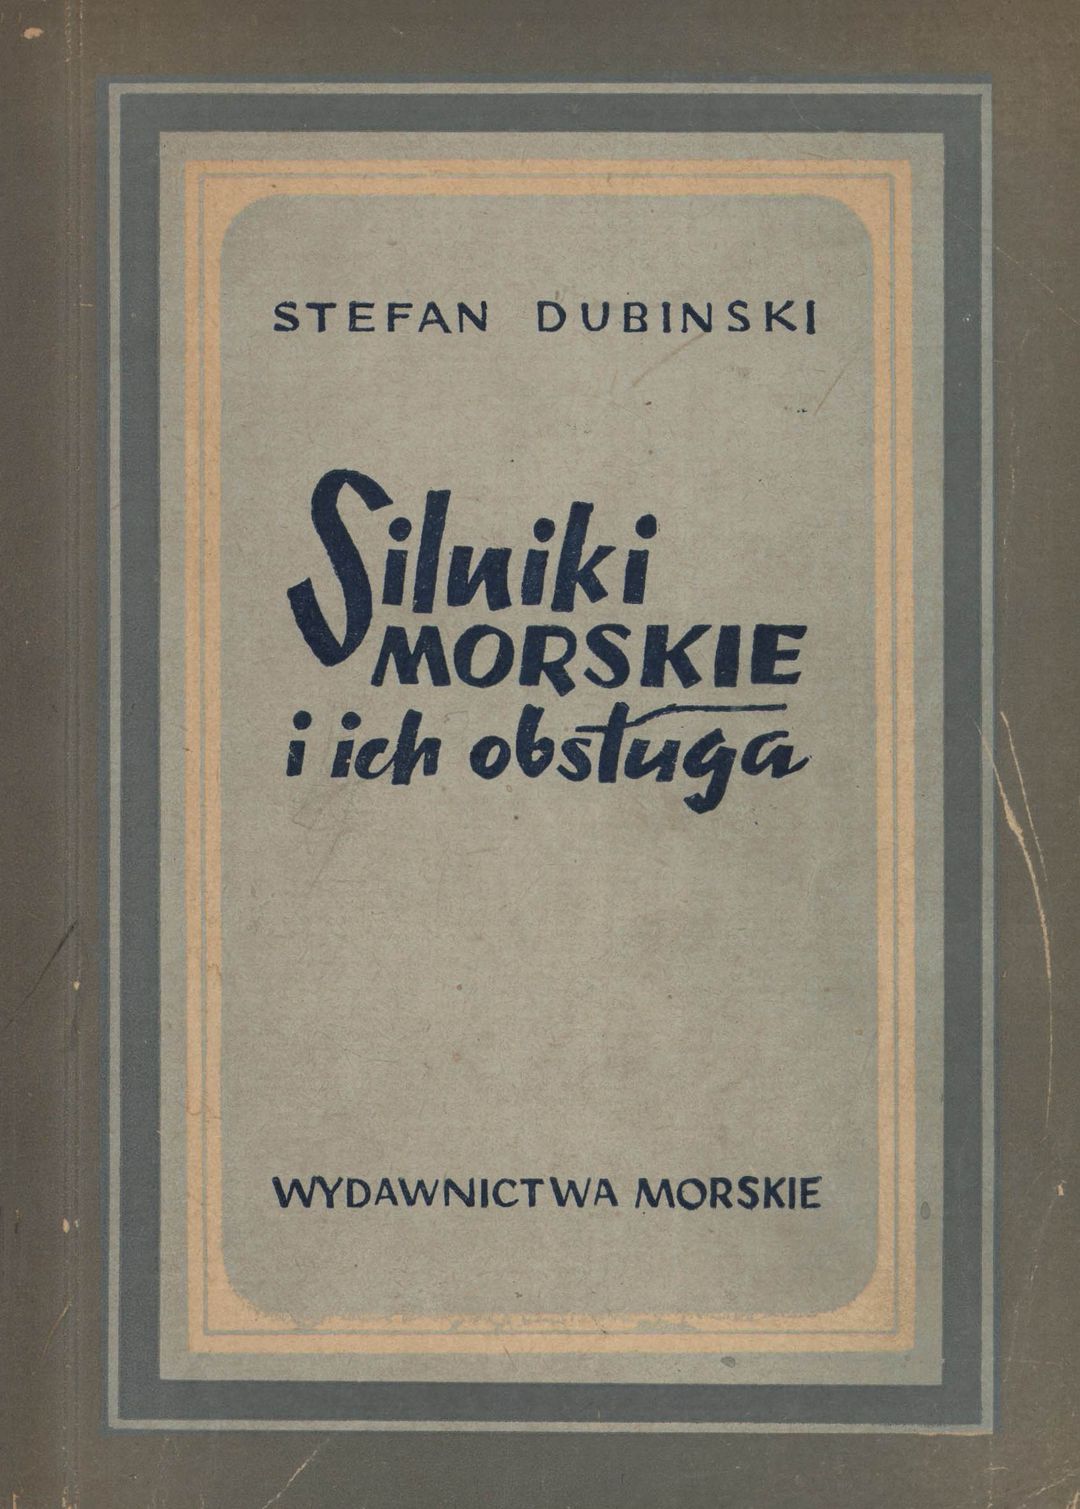 STEFAN DUBINSKI
Silniki
MORSKIE
i ich obsługa
WYDAWNICTWA MORSKIE